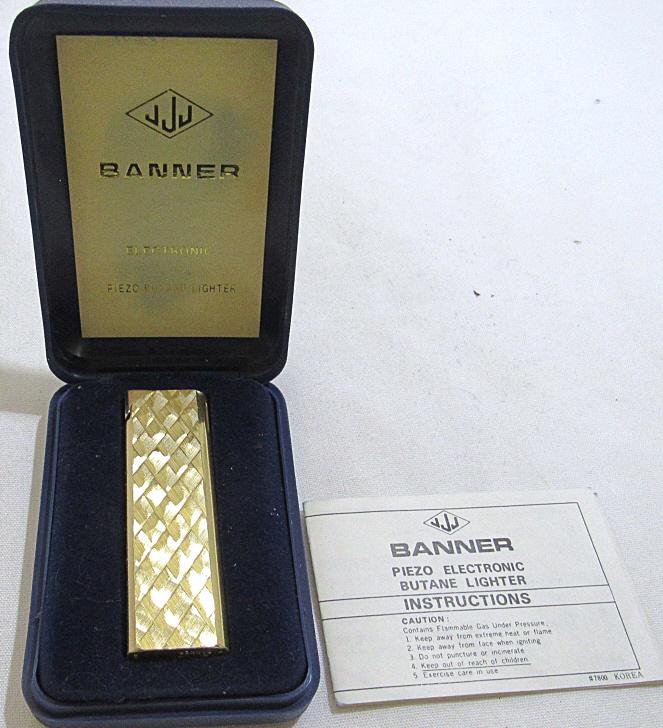 JJJ
BANNER
ELECTRONIC
PIEZO BUTANE LIGHTER
JJJ
BANNER
PIEZO ELECTRONIC
BUTANE LIGHTER
INSTRUCTIONS
CAUTION:
Contains Flammable Gas Under Pressure.
1. Keep away from extreme heat or flame
2. Keep away from face when igniting
3. Do not puncture or incinerate
4. Keep out of reach of children
5. Exercise care in use
#7800 KOREA